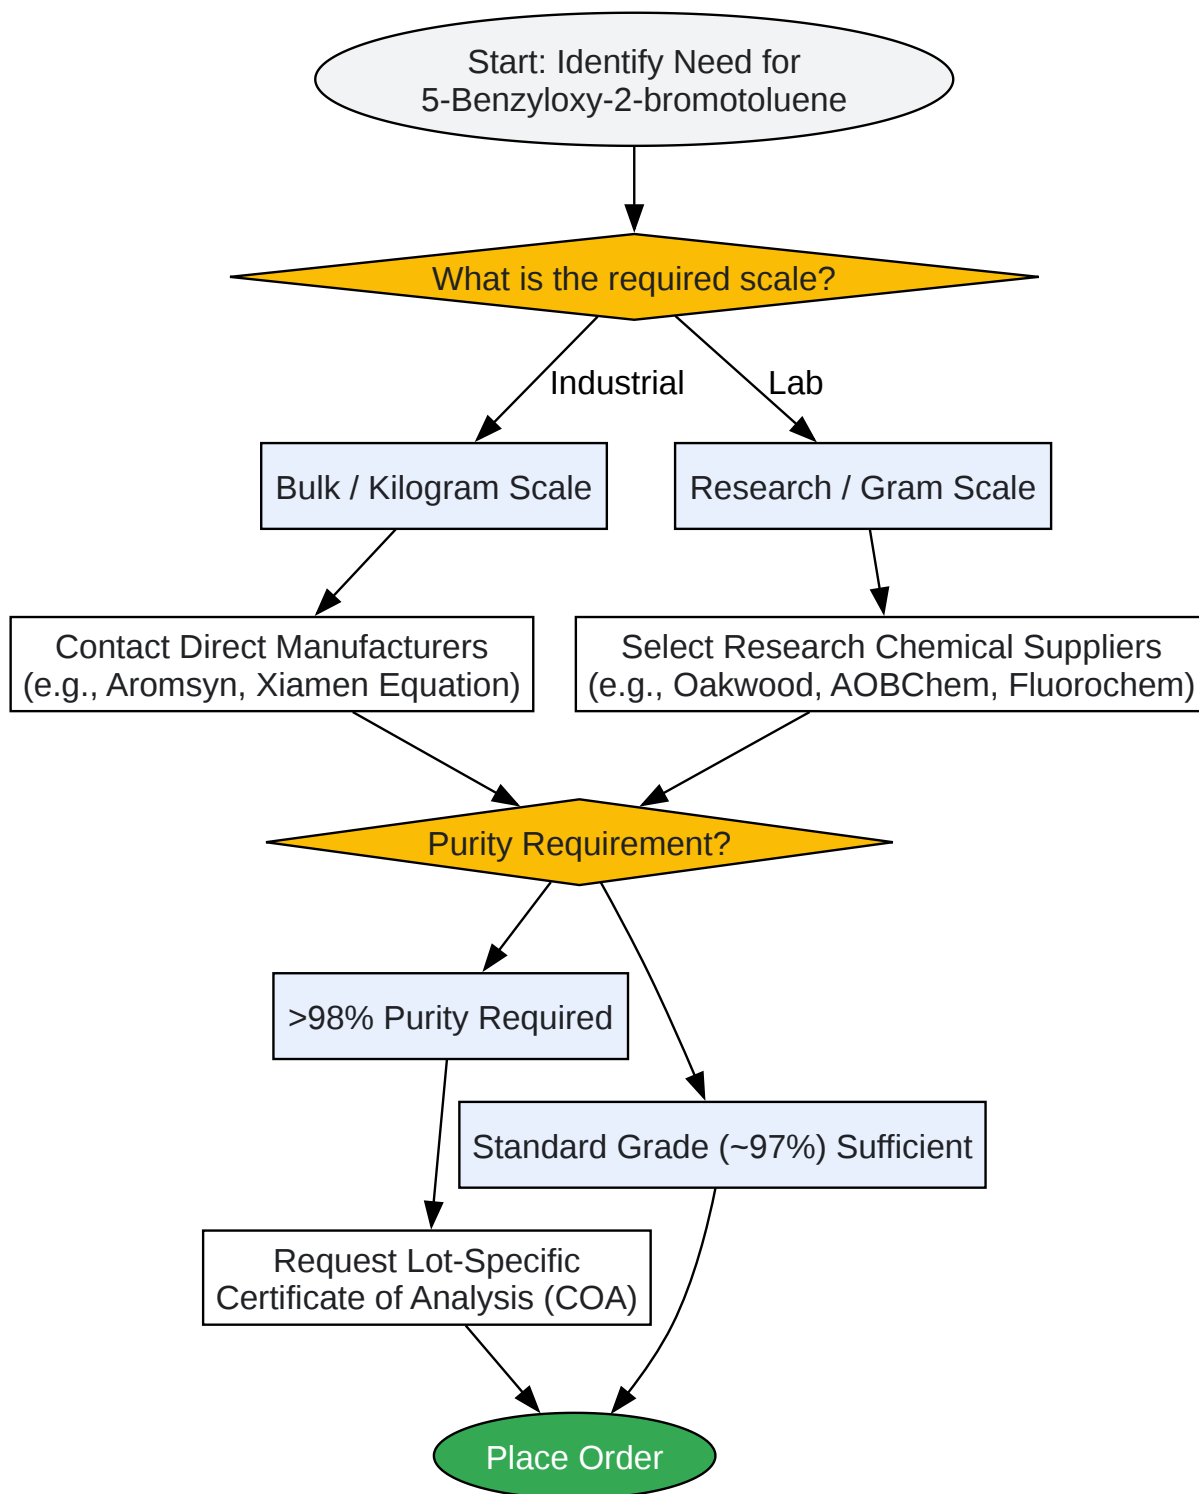 Start: Identify Need for
5-Benzyloxy-2-bromotoluene
What is the required scale?
Industrial
Lab
Bulk / Kilogram Scale
Research / Gram Scale
Contact Direct Manufacturers
(e.g., Aromsyn, Xiamen Equation)
Select Research Chemical Suppliers
(e.g., Oakwood, AOBChem, Fluorochem)
Purity Requirement?
>98% Purity Required
Standard Grade (~97%) Sufficient
Request Lot-Specific
Certificate of Analysis (COA)
Place Order